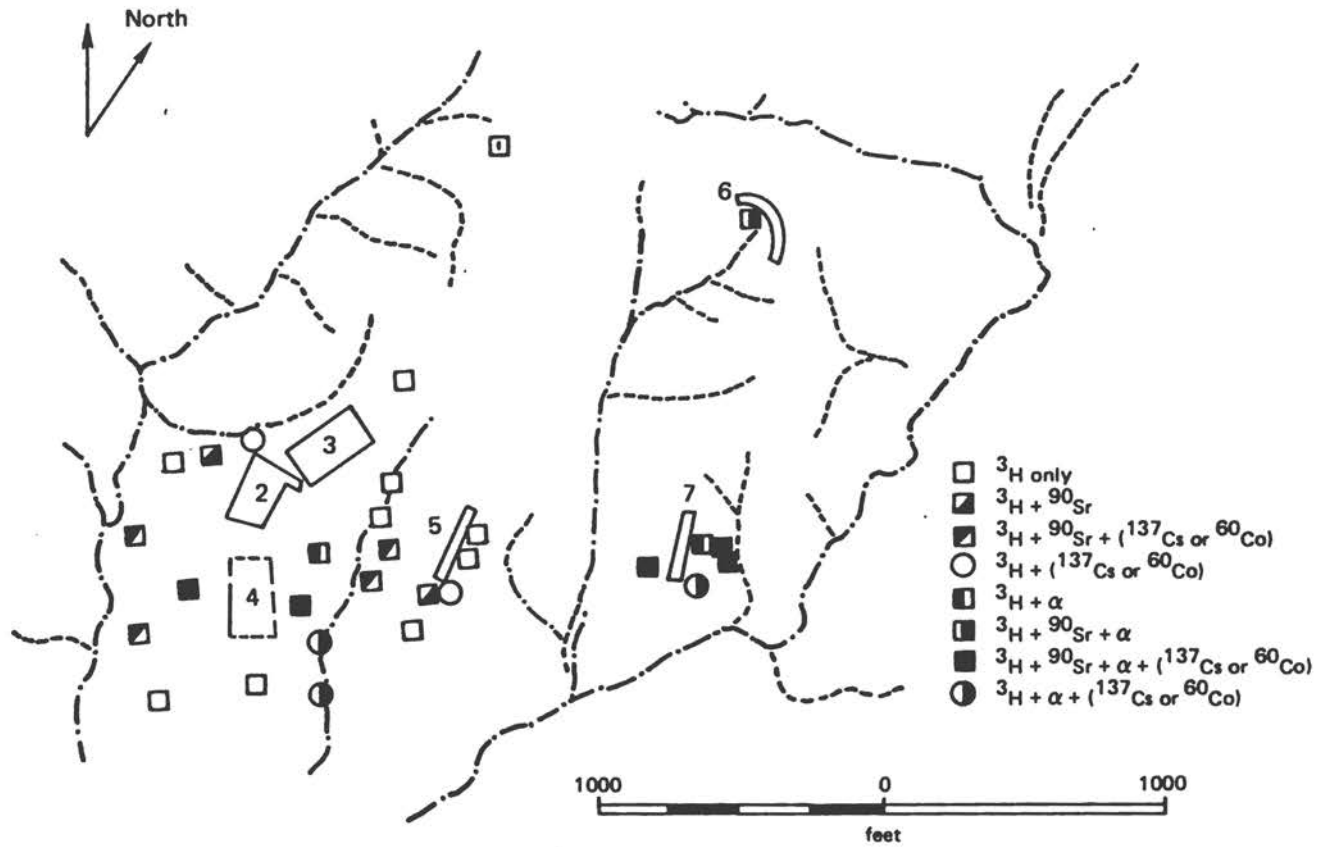 North
6
3
2
5
7
4
³H only
³H + ⁹⁰Sr
³H + ⁹⁰Sr + (¹³⁷Cs or ⁶⁰Co)
³H + (¹³⁷Cs or ⁶⁰Co)
³H + α
³H + ⁹⁰Sr + α
³H + ⁹⁰Sr + α + (¹³⁷Cs or ⁶⁰Co)
³H + α + (¹³⁷Cs or ⁶⁰Co)
1000 0 1000
feet